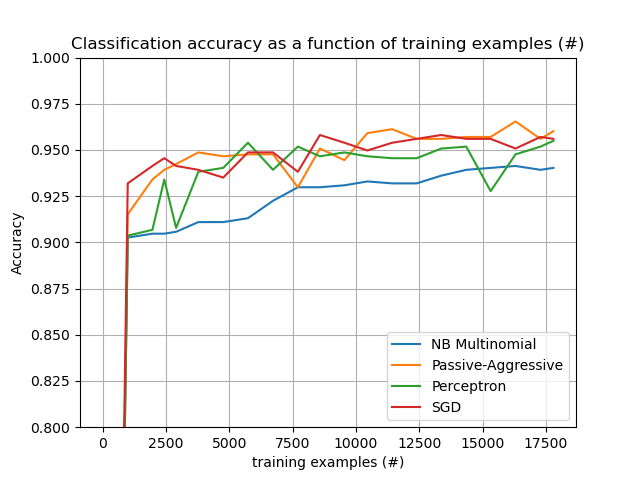 Classification accuracy as a function of training examples (#)
1.000
0.975
0.950
0.925
0.900
0.875
0.850
0.825
0.800
Accuracy
NB Multinomial
Passive-Aggressive
Perceptron
SGD
0 2500 5000 7500 10000 12500 15000 17500
training examples (#)